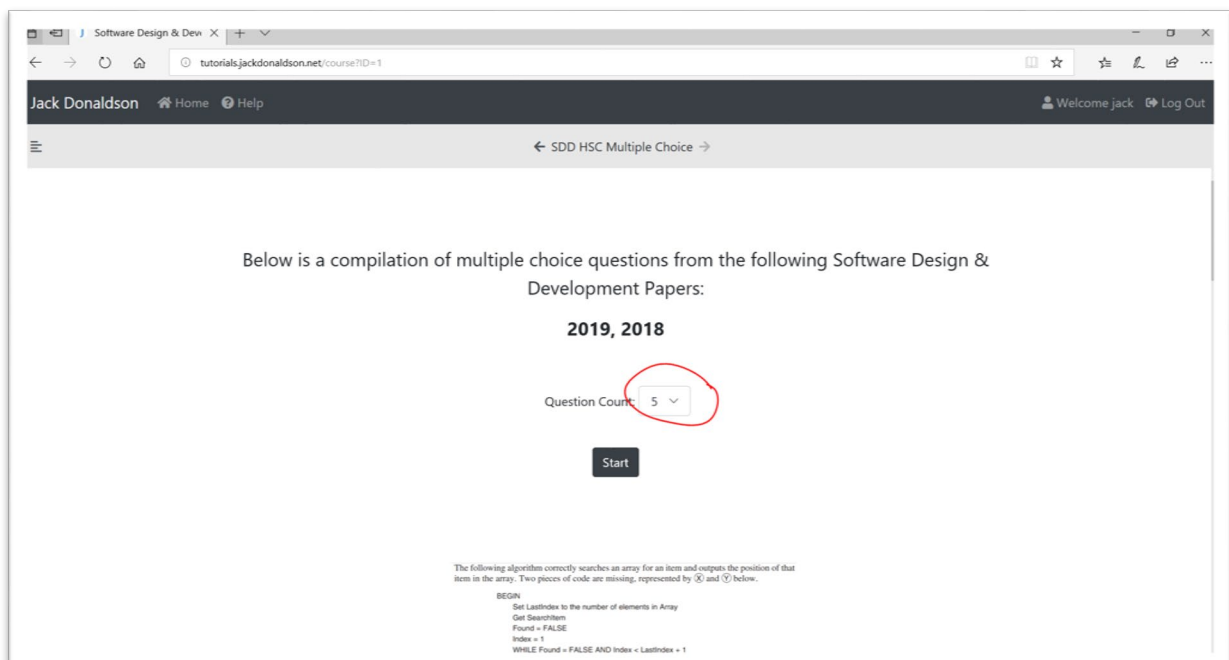 Software Design & Dev
tutorials.jackdonaldson.net/course?ID=1
Jack Donaldson Home Help Welcome jack Log Out
SDD HSC Multiple Choice
Below is a compilation of multiple choice questions from the following Software Design &
Development Papers:
2019, 2018
Question Count: 5
Start
The following algorithm correctly searches an array for an item and outputs the position of that
item in the array. Two pieces of code are missing, represented by Ⓧ and Ⓨ below.
BEGIN
Set LastIndex to the number of elements in Array
Get SearchItem
Found = FALSE
Index = 1
WHILE Found = FALSE AND Index < LastIndex + 1